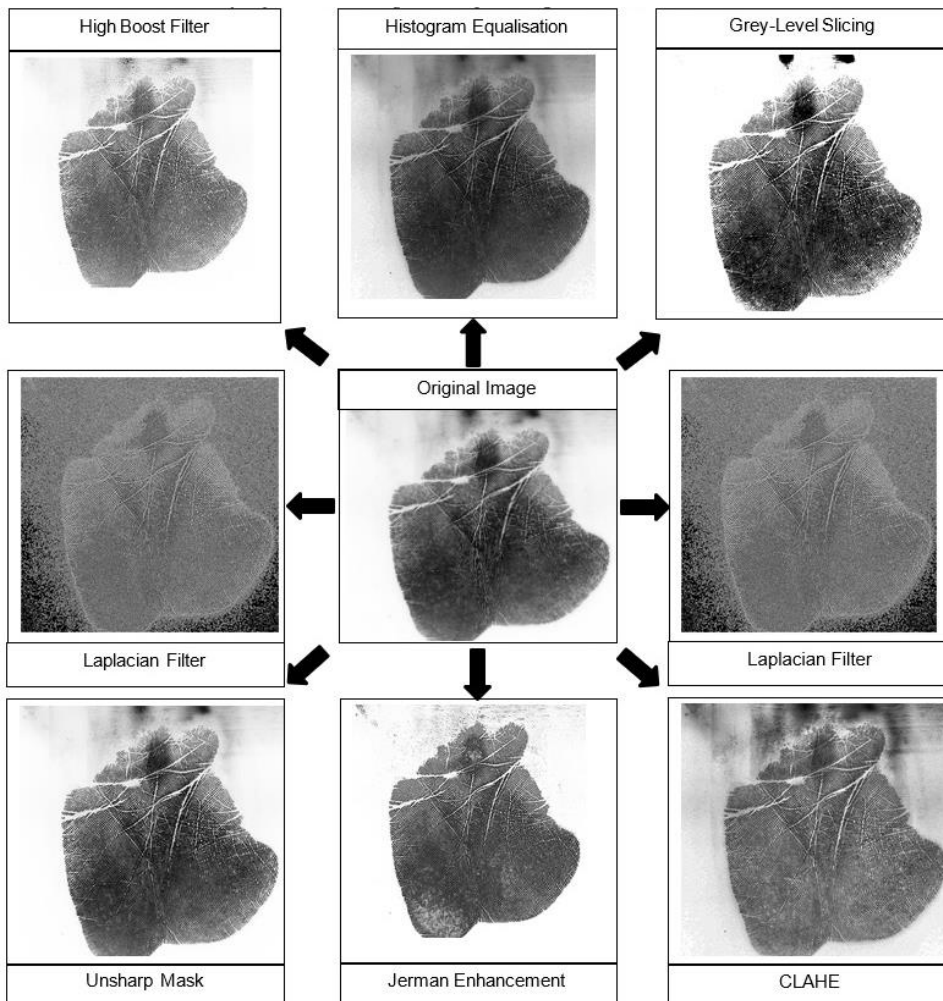 High Boost Filter
Histogram Equalisation
Grey-Level Slicing
Original Image
Laplacian Filter
Laplacian Filter
Unsharp Mask
Jerman Enhancement
CLAHE